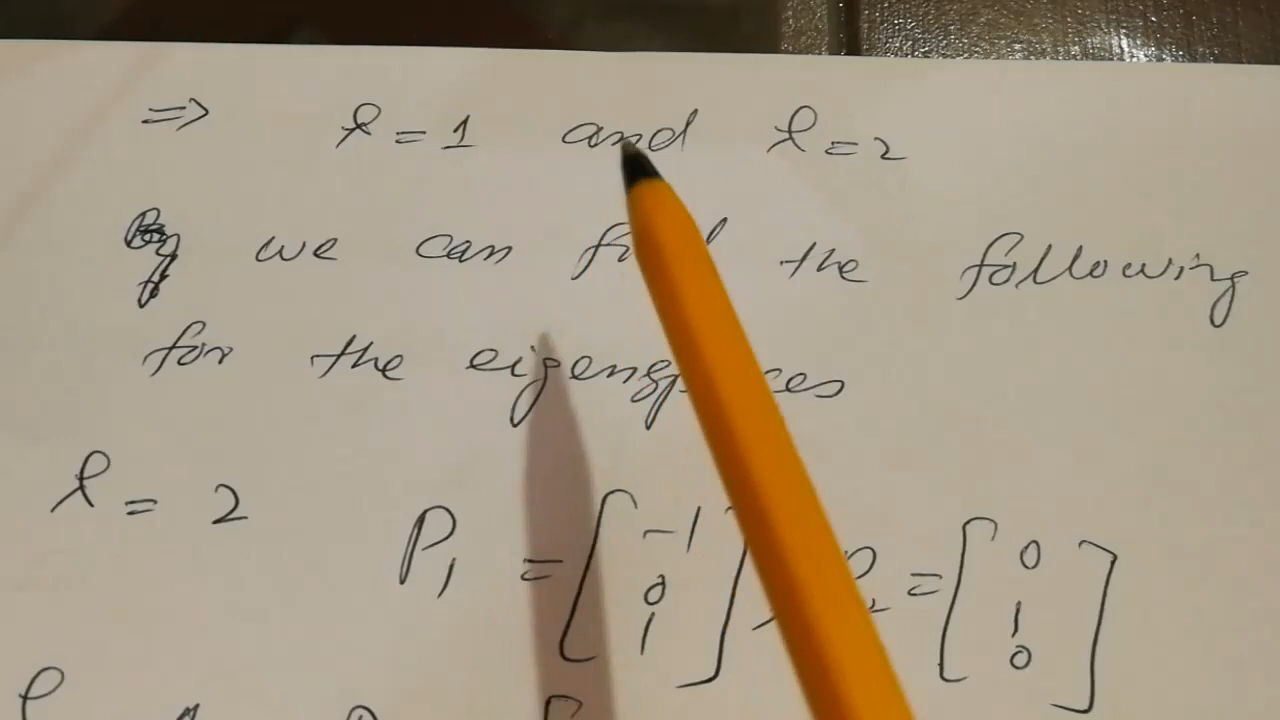 ⇒ λ = 1 and λ = 2
we can the following
for the
λ = 2 P₁ = [-1 0 1] , = [0 1 0]